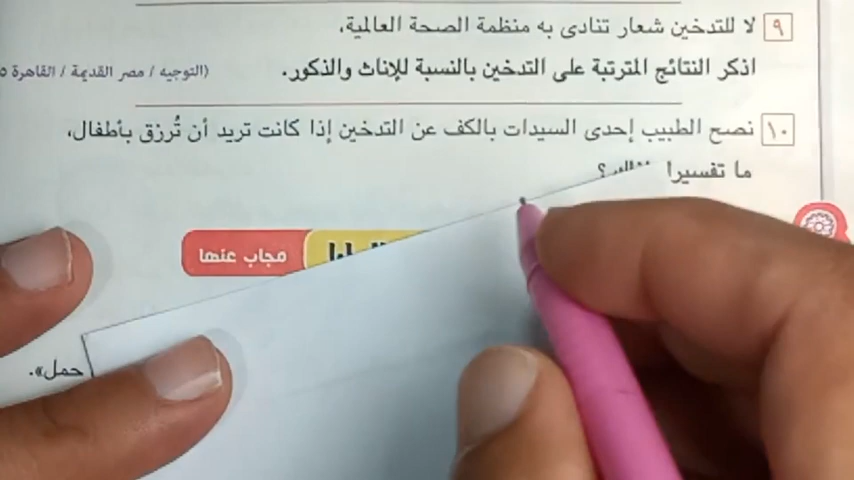 ٩ لا للتدخين شعار تنادى به منظمة الصحة العالمية،
اذكر النتائج المترتبة على التدخين بالنسبة للإناث والذكور. (التوجيه / مصر القديمة / القاهرة
١٠ نصح الطبيب إحدى السيدات بالكف عن التدخين إذا كانت تريد أن تُرزق بأطفال،
ما تفسير
مجاب عنها
حمل».